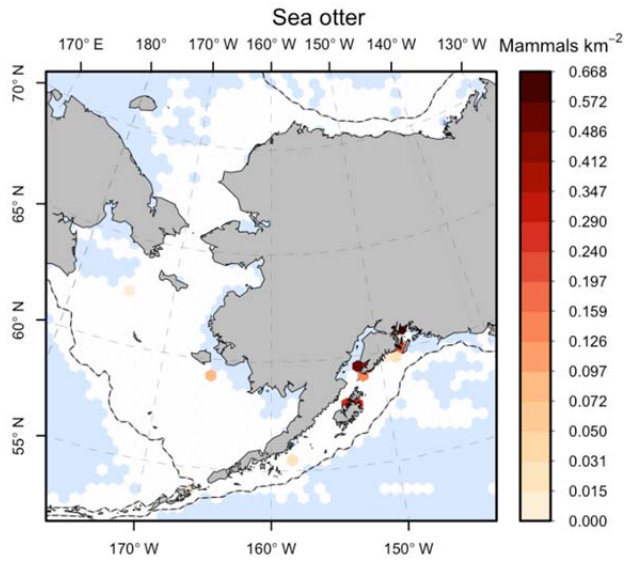 Sea otter
170° E 180° 170° W 160° W 150° W 140° W 130° W
Mammals km⁻²
70° N
65° N
60° N
55° N
170° W 160° W 150° W
0.668
0.572
0.486
0.412
0.347
0.290
0.240
0.197
0.159
0.126
0.097
0.072
0.050
0.031
0.015
0.000